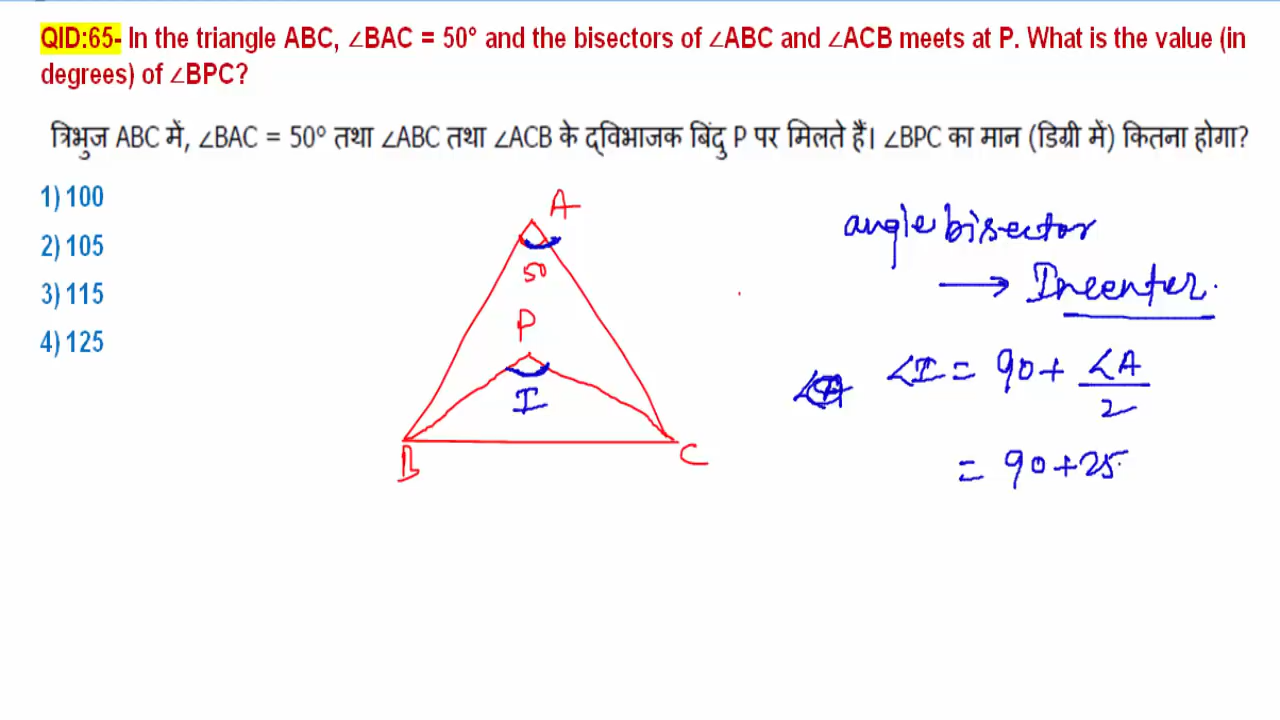 QID:65- In the triangle ABC, ∠BAC = 50° and the bisectors of ∠ABC and ∠ACB meets at P. What is the value (in
degrees) of ∠BPC?
त्रिभुज ABC में, ∠BAC = 50° तथा ∠ABC तथा ∠ACB के द्विभाजक बिंदु P पर मिलते हैं। ∠BPC का मान (डिग्री में) कितना होगा?
1) 100
2) 105
3) 115
4) 125
A
50
P
I
B
C
angle bisector
→ Incenter.
∠I = 90 + ∠A/2
= 90+25